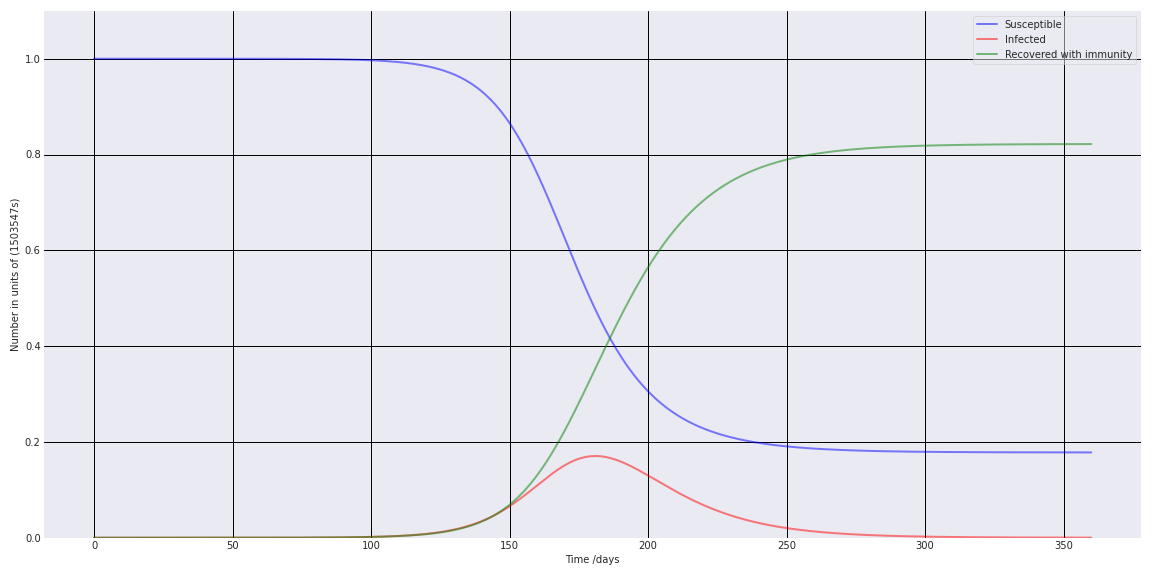 Susceptible
Infected
Recovered with immunity
1.0
0.8
0.6
0.4
0.2
0.0
Number in units of (1503547s)
0 50 100 150 200 250 300 350
Time /days